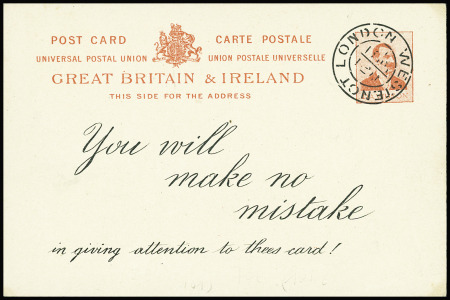 POST CARD CARTE POSTALE
UNIVERSAL POSTAL UNION UNION POSTALE UNIVERSELLE
GREAT BRITAIN & IRELAND
THIS SIDE FOR THE ADDRESS
LONDON WEST
You will
make no
mistake
in giving attention to thees card!